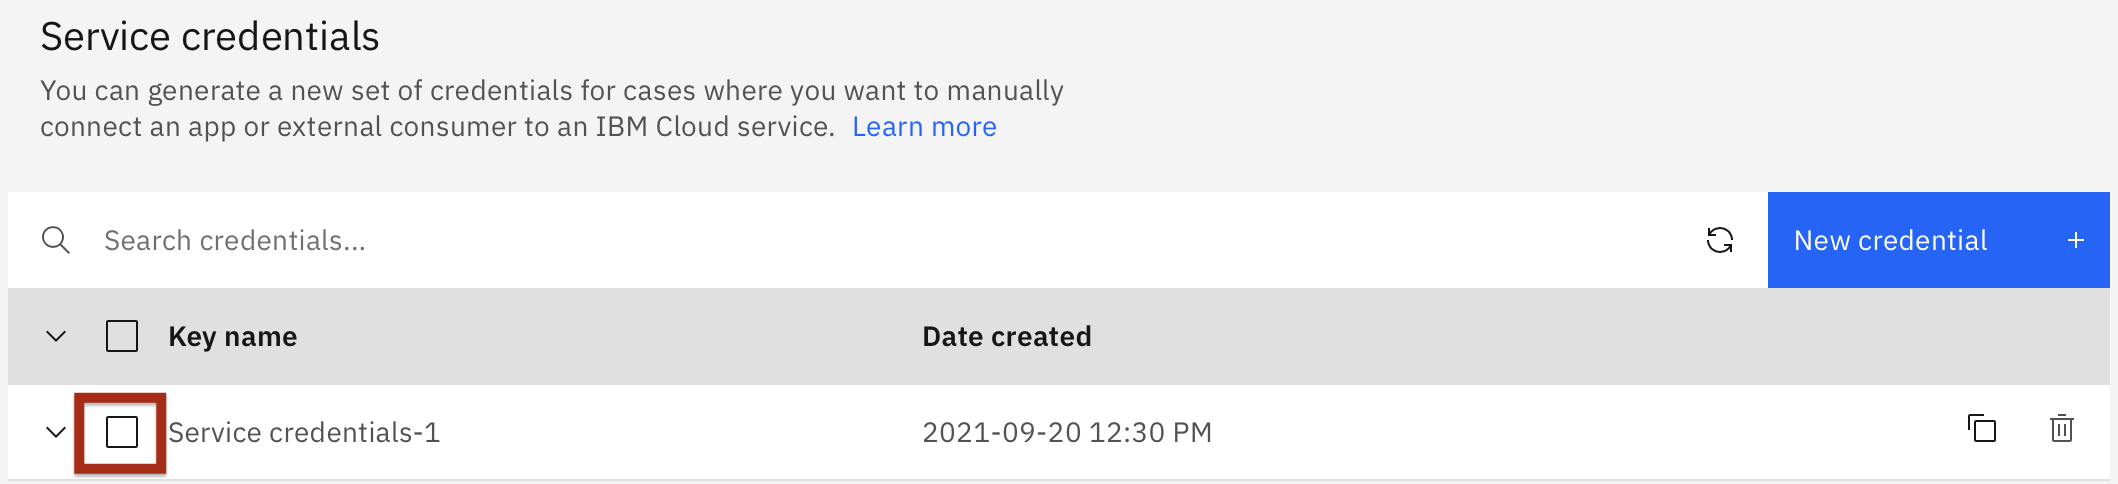 Service credentials
You can generate a new set of credentials for cases where you want to manually
connect an app or external consumer to an IBM Cloud service. Learn more
Search credentials...
New credential +
Key name Date created
Service credentials-1 2021-09-20 12:30 PM